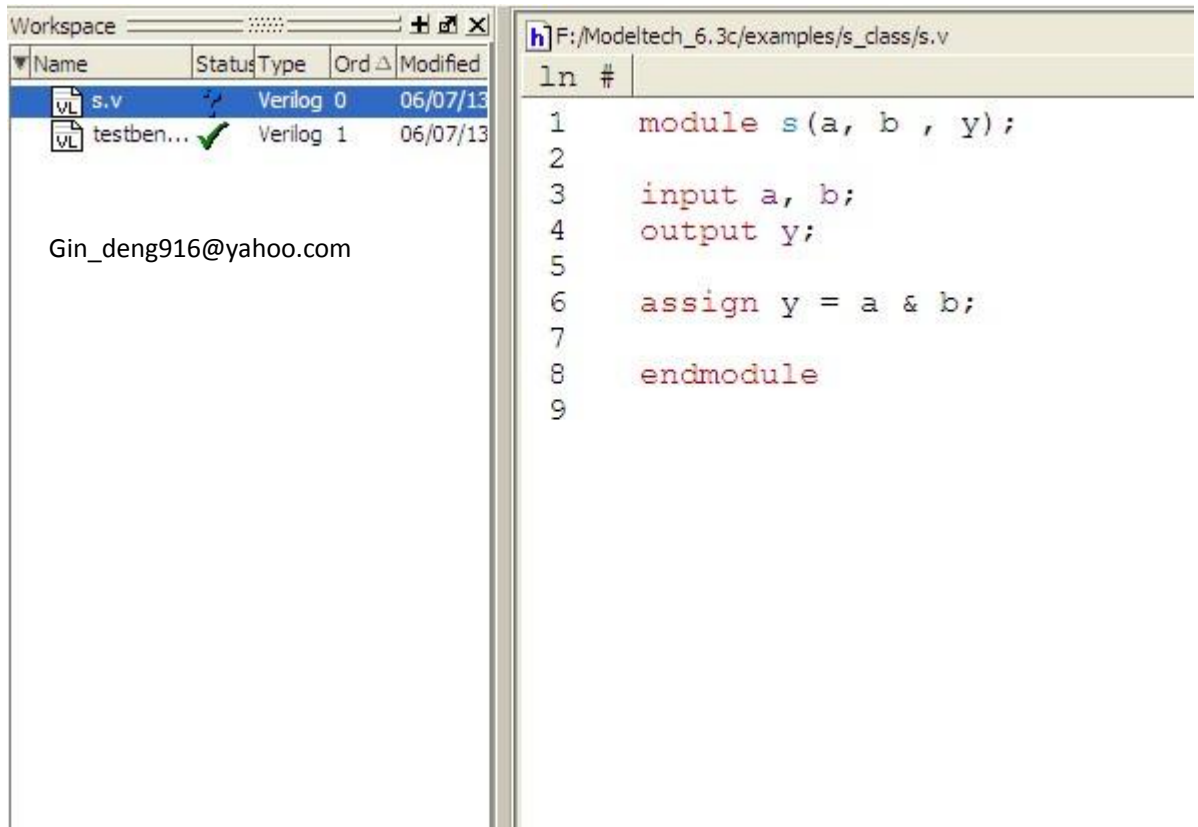 Workspace
Name Status Type Ord Modified
s.v Verilog 0 06/07/13
testben... Verilog 1 06/07/13
Gin_deng916@yahoo.com
F:/Modeltech_6.3c/examples/s_class/s.v
ln #
1 module s(a, b , y);
2
3 input a, b;
4 output y;
5
6 assign y = a & b;
7
8 endmodule
9